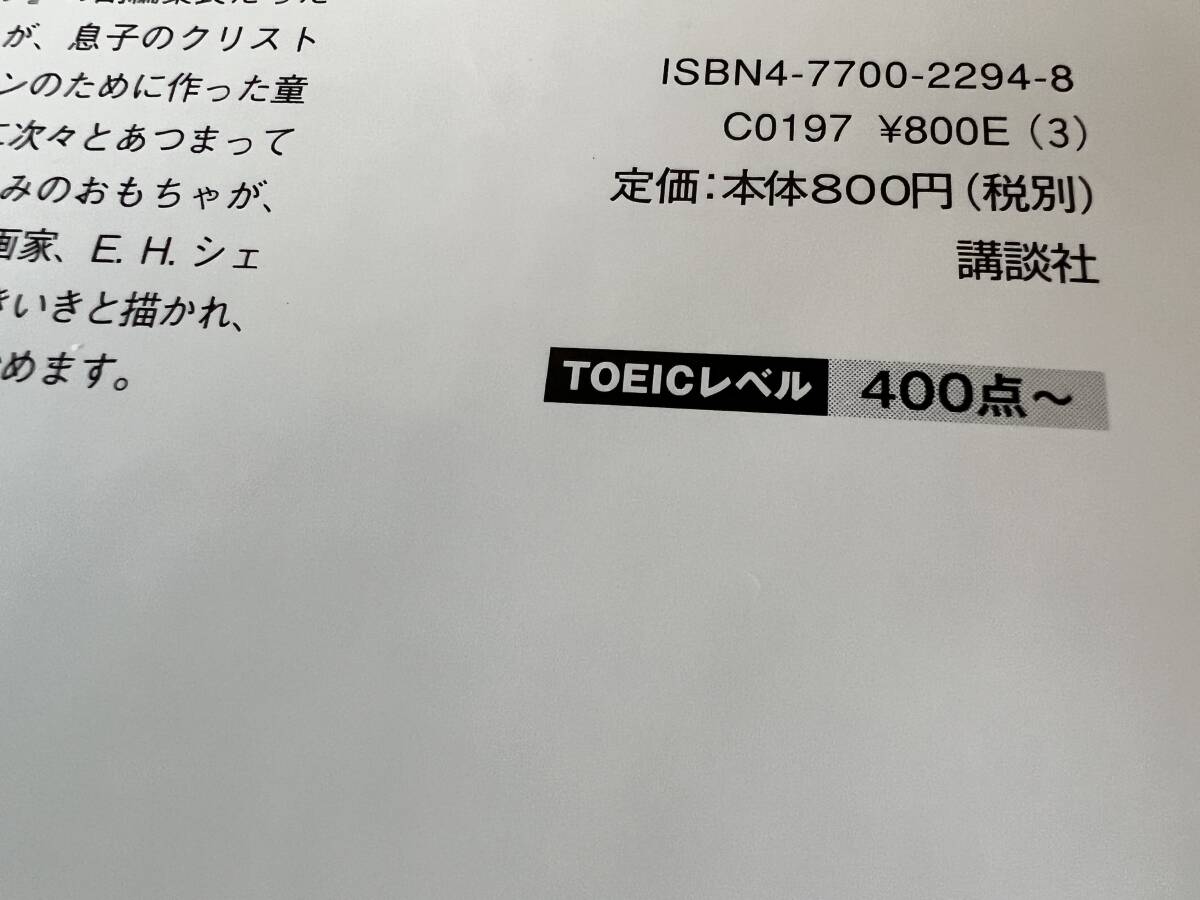 が、息子のクリスト
ンのために作った童
に次々とあつまって
みのおもちゃが、
画家、E. H. シェ
きいきと描かれ、
めます。
ISBN4-7700-2294-8
C0197 ¥800E (3)
定価:本体800円(税別)
講談社
TOEICレベル 400点～